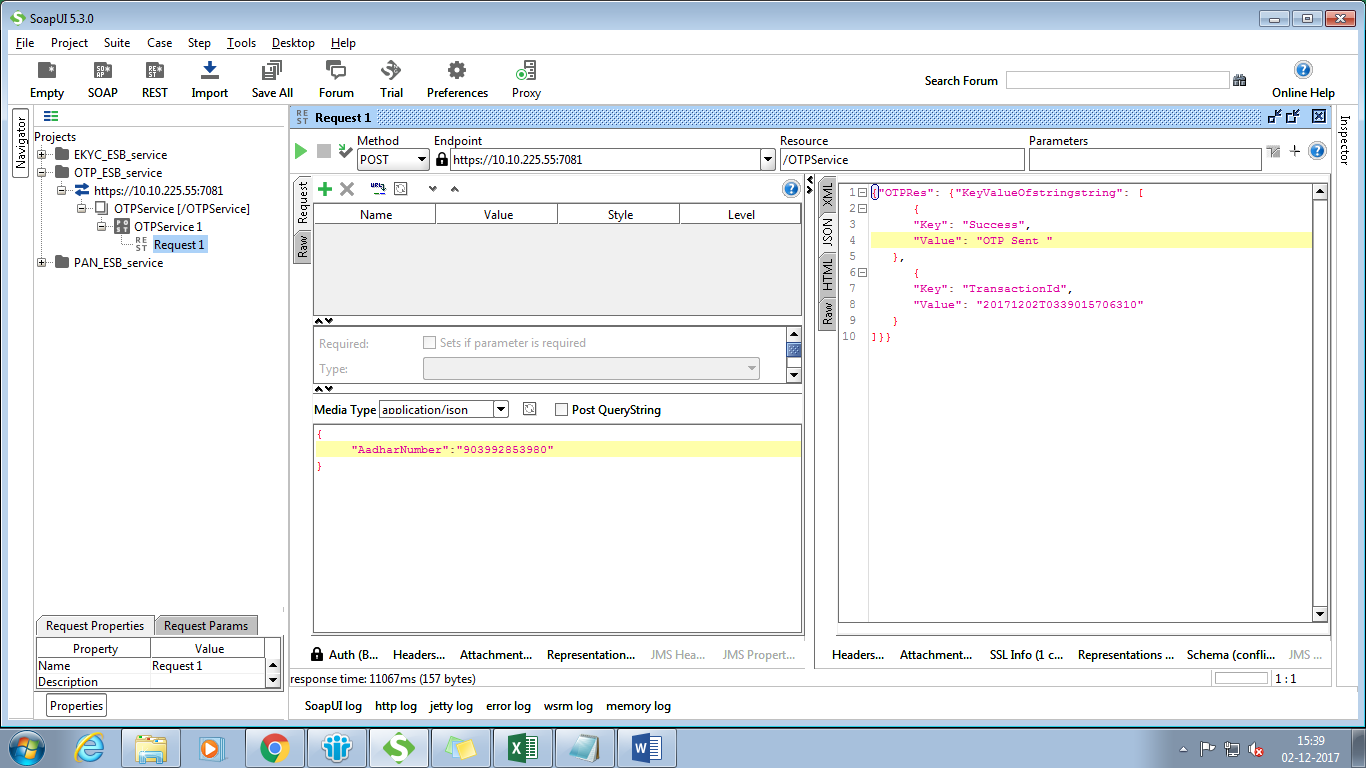 SoapUI 5.3.0
File Project Suite Case Step Tools Desktop Help
Empty SOAP REST Import Save All Forum Trial Preferences Proxy
Search Forum
Online Help
Navigator
Projects
EKYC_ESB_service
OTP_ESB_service
https://10.10.225.55:7081
OTPService [/OTPService]
OTPService 1
Request 1
PAN_ESB_service
Request Properties Request Params
Property Value
Name Request 1
Description
Properties
Request 1
Method Endpoint Resource Parameters
POST https://10.10.225.55:7081 /OTPService
Request
Raw
Name Value Style Level
Required: Sets if parameter is required
Type:
Media Type application/json Post QueryString
{
"AadharNumber":"903992853980"
}
Auth (B... Headers... Attachment... Representation... JMS Hea... JMS Propert...
XML
JSON
HTML
Raw
1 {"OTPRes": {"KeyValueOfstringstring": [
2 {
3 "Key": "Success",
4 "Value": "OTP Sent "
5 },
6 {
7 "Key": "TransactionId",
8 "Value": "20171202T0339015706310"
9 }
10 ]}}
Headers... Attachment... SSL Info (1 c... Representations ... Schema (confli... JMS ...
Inspector
response time: 11067ms (157 bytes)
1 : 1
SoapUI log http log jetty log error log wsrm log memory log
15:39
02-12-2017